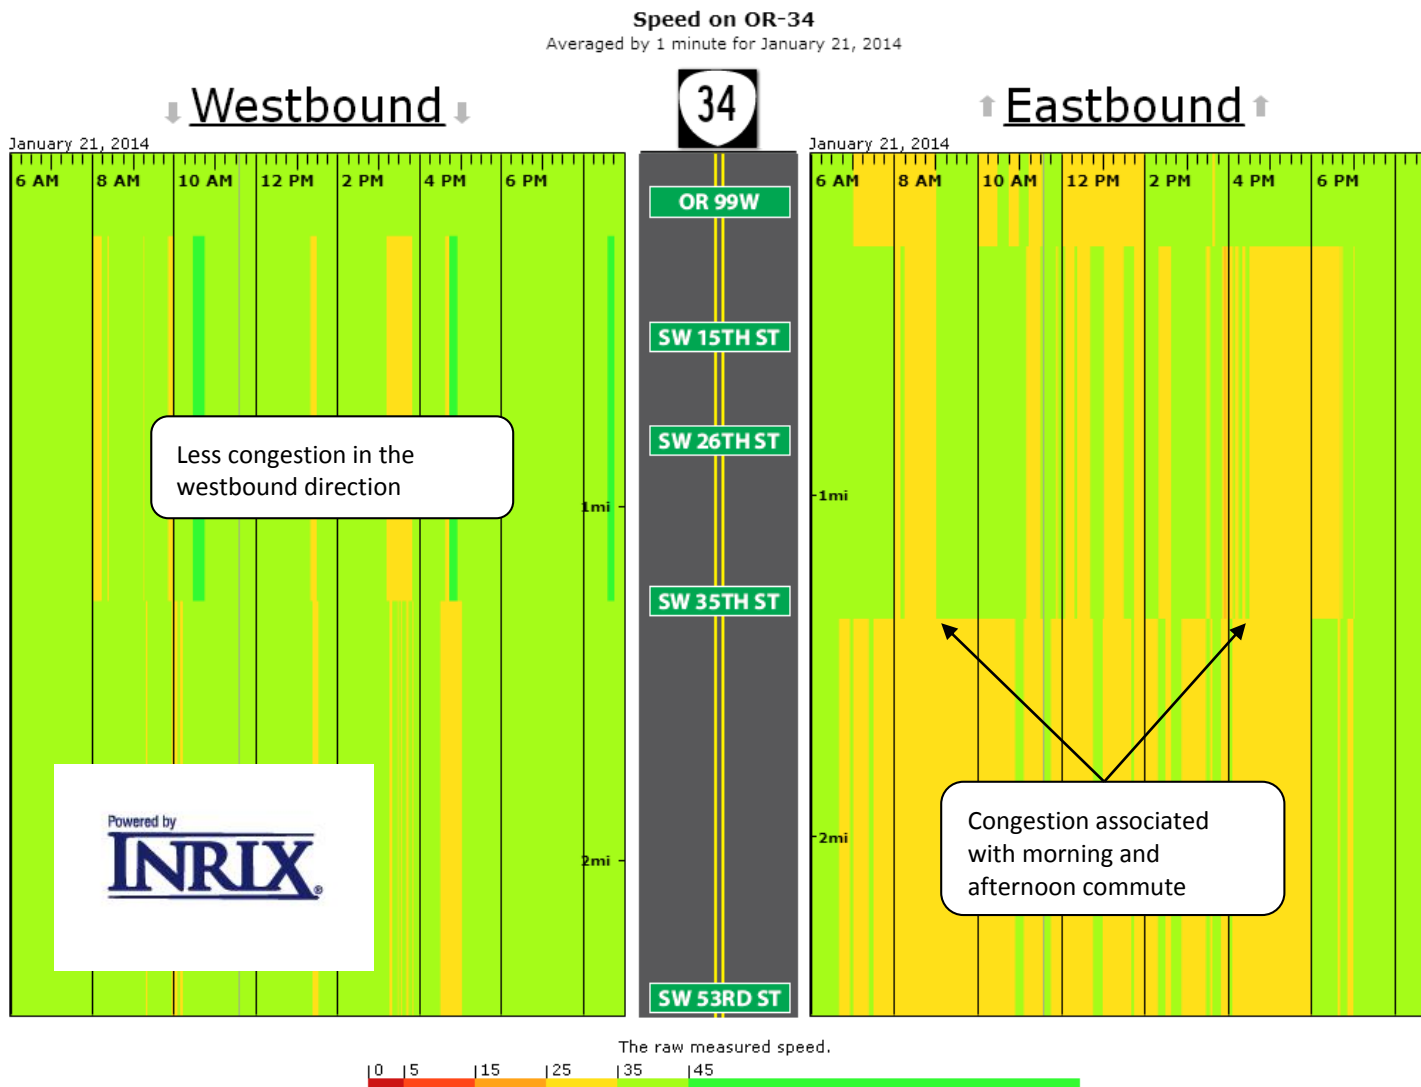 Speed on OR-34
Averaged by 1 minute for January 21, 2014
Westbound
34
Eastbound
January 21, 2014
6 AM 8 AM 10 AM 12 PM 2 PM 4 PM 6 PM
OR 99W
SW 15TH ST
SW 26TH ST
SW 35TH ST
SW 53RD ST
Less congestion in the
westbound direction
1mi
2mi
Powered by
INRIX®
January 21, 2014
6 AM 8 AM 10 AM 12 PM 2 PM 4 PM 6 PM
1mi
2mi
Congestion associated
with morning and
afternoon commute
The raw measured speed.
0 5 15 25 35 45